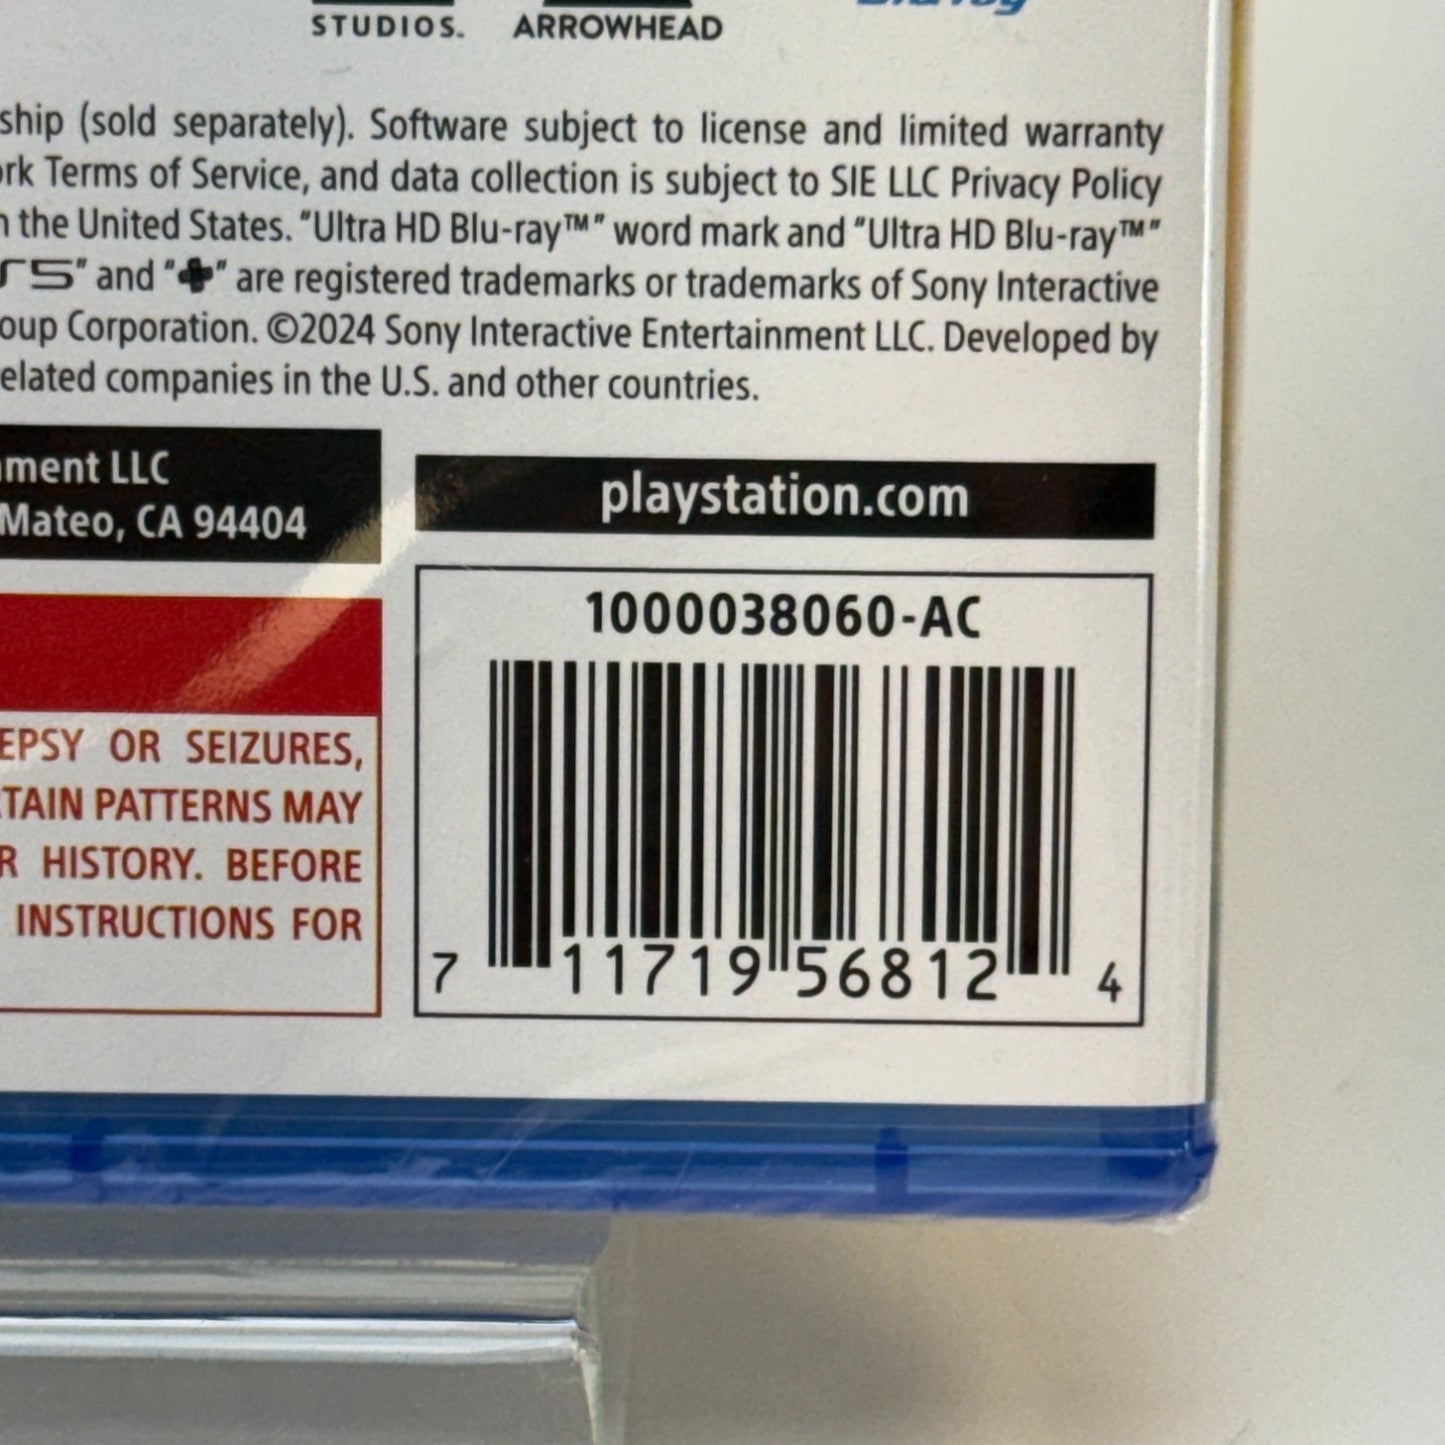 STUDIOS.
ARROWHEAD
ship (sold separately). Software subject to license and limited warranty
rk Terms of Service, and data collection is subject to SIE LLC Privacy Policy
n the United States. "Ultra HD Blu-ray™" word mark and "Ultra HD Blu-ray™"
S5" and "✚" are registered trademarks or trademarks of Sony Interactive
oup Corporation. ©2024 Sony Interactive Entertainment LLC. Developed by
elated companies in the U.S. and other countries.
ment LLC
Mateo, CA 94404
playstation.com
1000038060-AC
7 11719 56812 4
EPSY OR SEIZURES,
TAIN PATTERNS MAY
R HISTORY. BEFORE
INSTRUCTIONS FOR